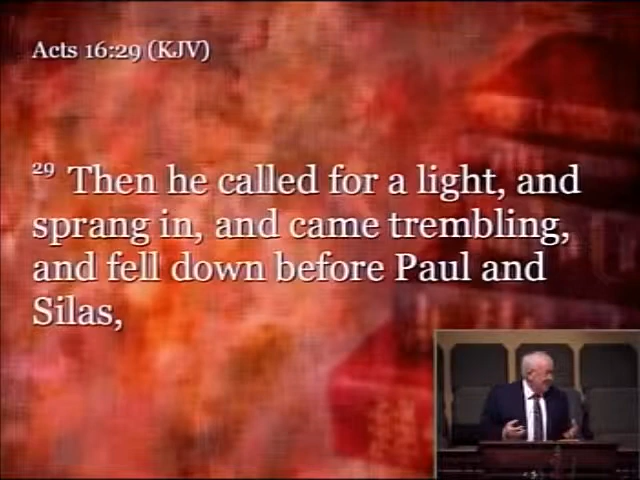 Acts 16:29 (KJV)
29 Then he called for a light, and
sprang in, and came trembling,
and fell down before Paul and
Silas,